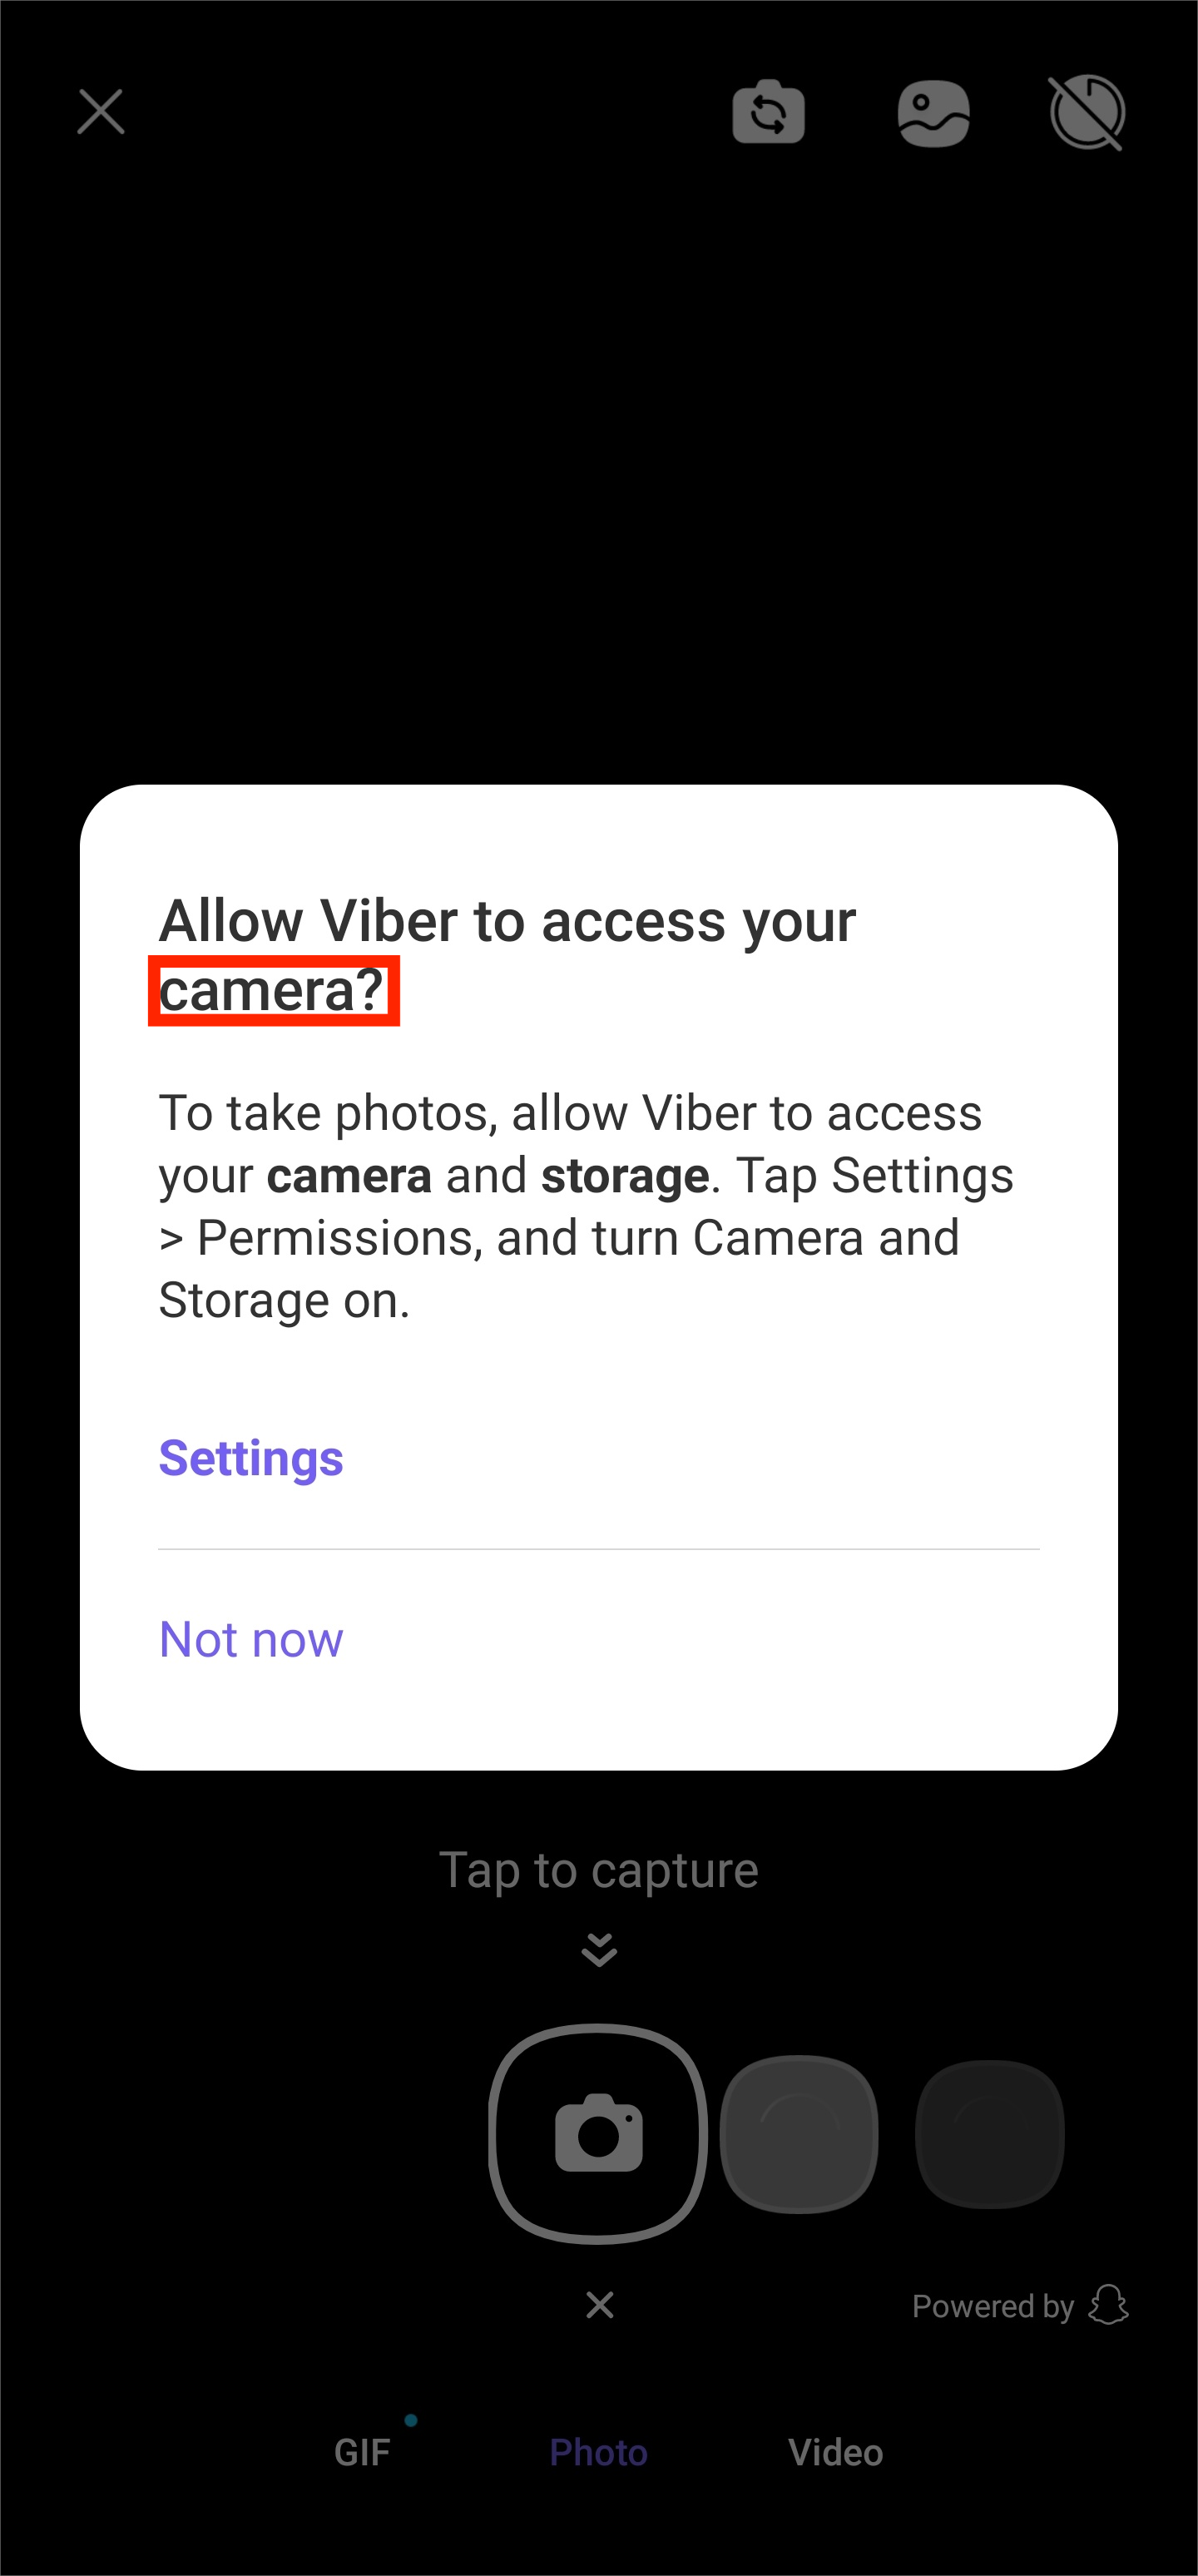 Allow Viber to access your
camera?
To take photos, allow Viber to access
your camera and storage. Tap Settings
> Permissions, and turn Camera and
Storage on.
Settings
Not now
Tap to capture
Powered by
GIF
Photo
Video